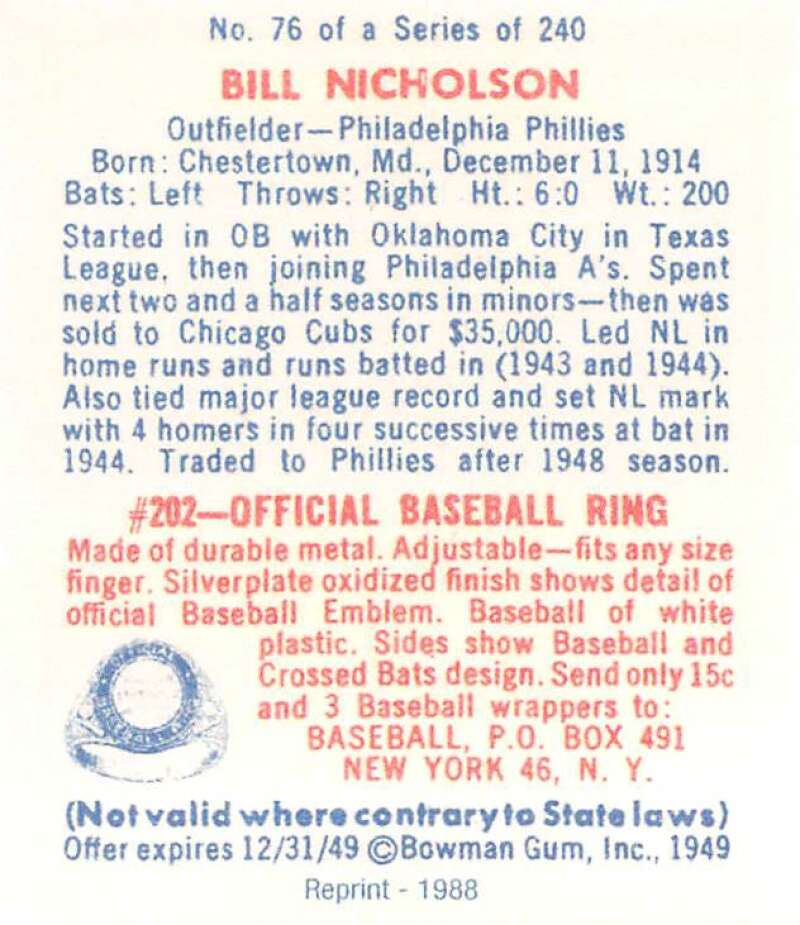 No. 76 of a Series of 240
BILL NICHOLSON
Outfielder—Philadelphia Phillies
Born: Chestertown, Md., December 11, 1914
Bats: Left Throws: Right Ht.: 6:0 Wt.: 200
Started in OB with Oklahoma City in Texas
League, then joining Philadelphia A's. Spent
next two and a half seasons in minors—then was
sold to Chicago Cubs for $35,000. Led NL in
home runs and runs batted in (1943 and 1944).
Also tied major league record and set NL mark
with 4 homers in four successive times at bat in
1944. Traded to Phillies after 1948 season.
#202—OFFICIAL BASEBALL RING
Made of durable metal. Adjustable—fits any size
finger. Silverplate oxidized finish shows detail of
official Baseball Emblem. Baseball of white
plastic. Sides show Baseball and
Crossed Bats design. Send only 15c
and 3 Baseball wrappers to:
BASEBALL, P.O. BOX 491
NEW YORK 46, N. Y.
(Not valid where contrary to State laws)
Offer expires 12/31/49 ©Bowman Gum, Inc., 1949
Reprint - 1988